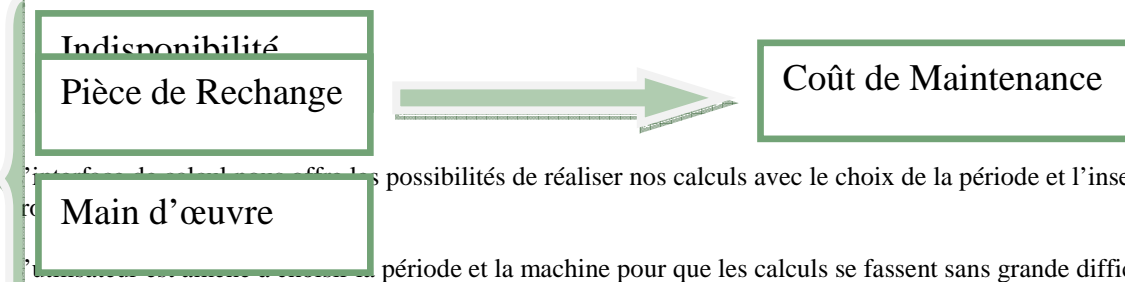 Indisponibilité
Pièce de Rechange
Coût de Maintenance
possibilités de réaliser nos calculs avec le choix de la période et l’inse
Main d’œuvre
période et la machine pour que les calculs se fassent sans grande diffi